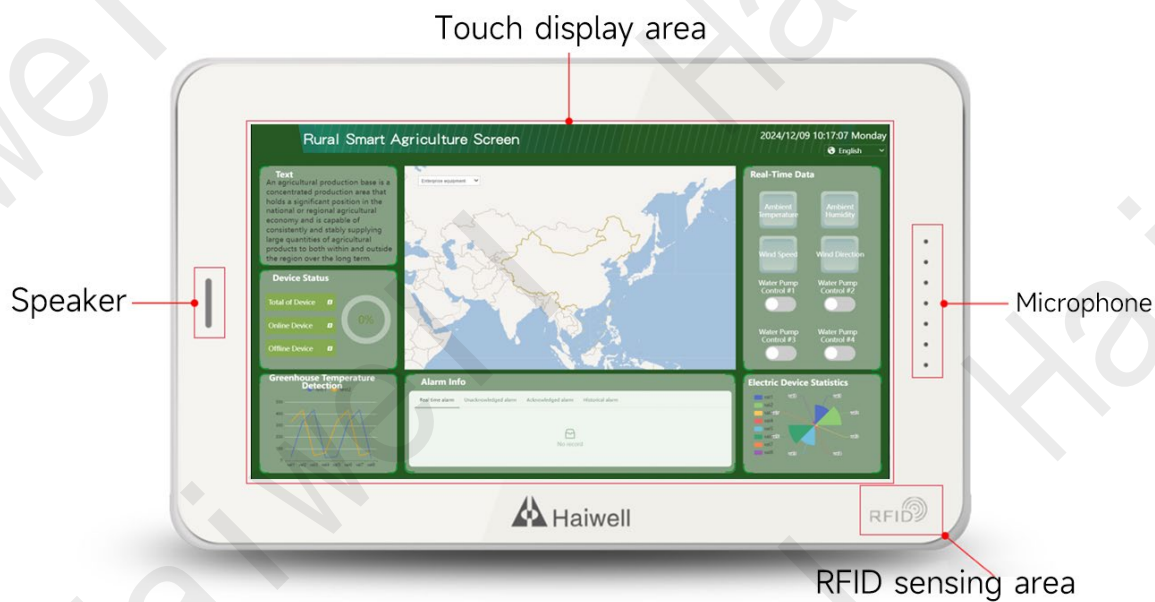 Touch display area
Rural Smart Agriculture Screen
2024/12/09 10:17:07 Monday
English
Text
An agricultural production base is a
concentrated production area that
holds a significant position in the
national or regional agricultural
economy and is capable of
consistently and stably supplying
large quantities of agricultural
products to both within and outside
the region over the long term.
Enterprise equipment
Real-Time Data
Ambient
Temperature
Ambient
Humidity
Wind Speed
Wind Direction
Water Pump
Control #1
Water Pump
Control #2
Water Pump
Control #3
Water Pump
Control #4
Device Status
Total of Device
Online Device
Offline Device
0%
Speaker
Microphone
Greenhouse Temperature
Detection
Alarm Info
Real time alarm Unacknowledged alarm Acknowledged alarm Historical alarm
No record
Electric Device Statistics
Haiwell
RFID
RFID sensing area